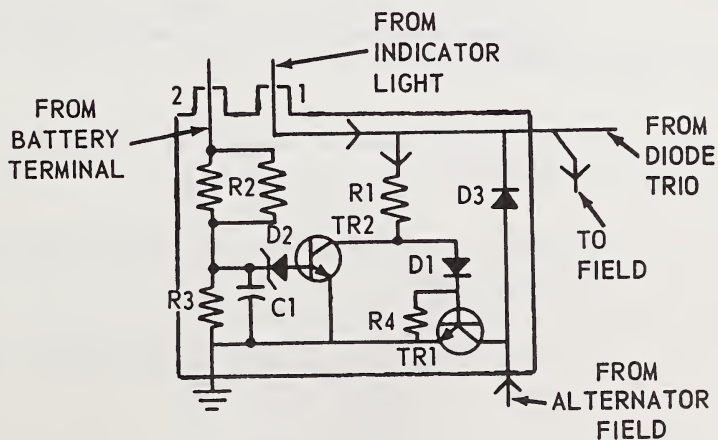 FROM
INDICATOR
LIGHT
2
1
FROM
BATTERY
TERMINAL
FROM
DIODE
TRIO
R2
R1
D3
TO
FIELD
D2
TR2
D1
R3
C1
R4
TR1
FROM
ALTERNATOR
FIELD